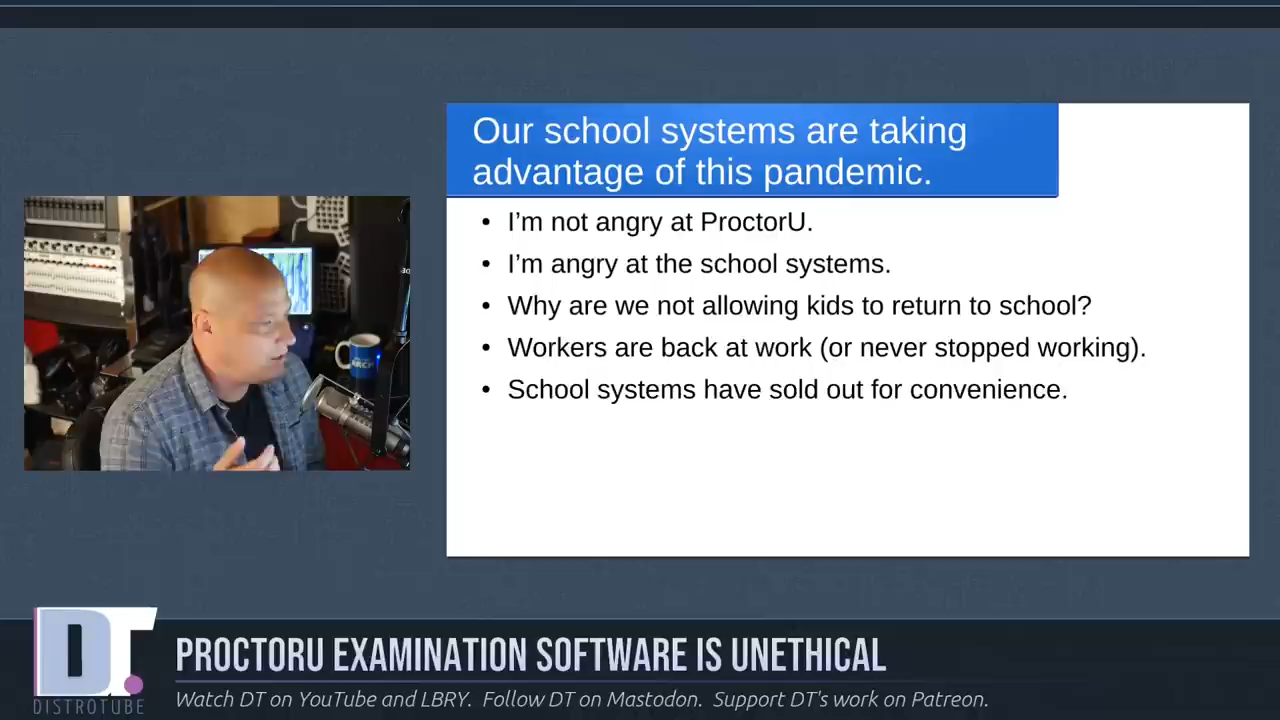 Our school systems are taking
advantage of this pandemic.
• I’m not angry at ProctorU.
• I’m angry at the school systems.
• Why are we not allowing kids to return to school?
• Workers are back at work (or never stopped working).
• School systems have sold out for convenience.
DT
DISTROTUBE
PROCTORU EXAMINATION SOFTWARE IS UNETHICAL
Watch DT on YouTube and LBRY. Follow DT on Mastodon. Support DT's work on Patreon.